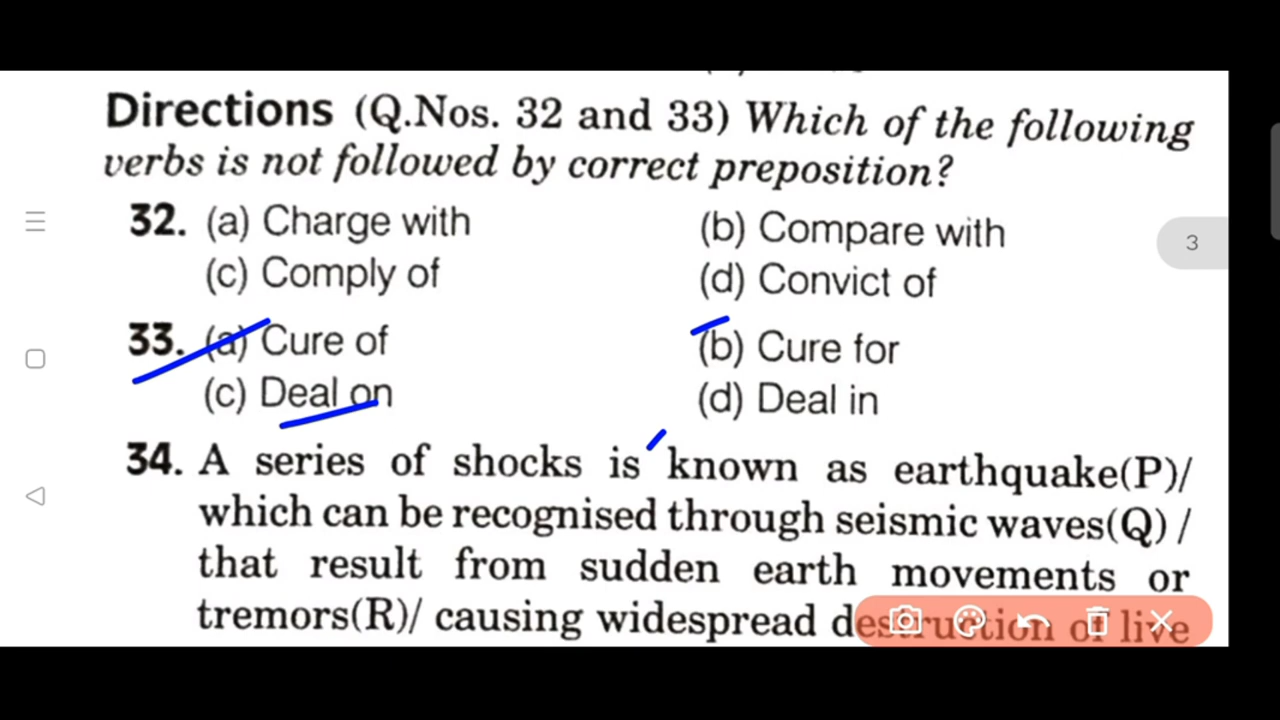 Directions (Q.Nos. 32 and 33) Which of the following
verbs is not followed by correct preposition?
32. (a) Charge with (b) Compare with
(c) Comply of (d) Convict of
3
33. (a) Cure of (b) Cure for
(c) Deal on (d) Deal in
34. A series of shocks is known as earthquake(P)/
which can be recognised through seismic waves(Q) /
that result from sudden earth movements or
tremors(R)/ causing widespread destruction of live